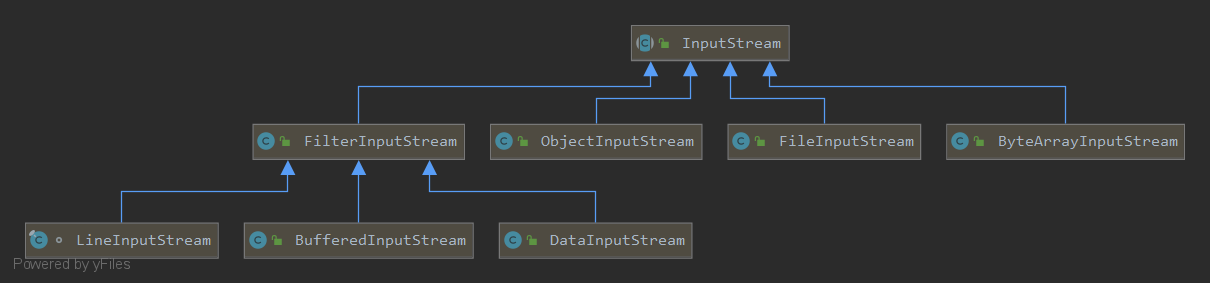 InputStream
FilterInputStream
ObjectInputStream
FileInputStream
ByteArrayInputStream
LineInputStream
BufferedInputStream
DataInputStream
Powered by yFiles